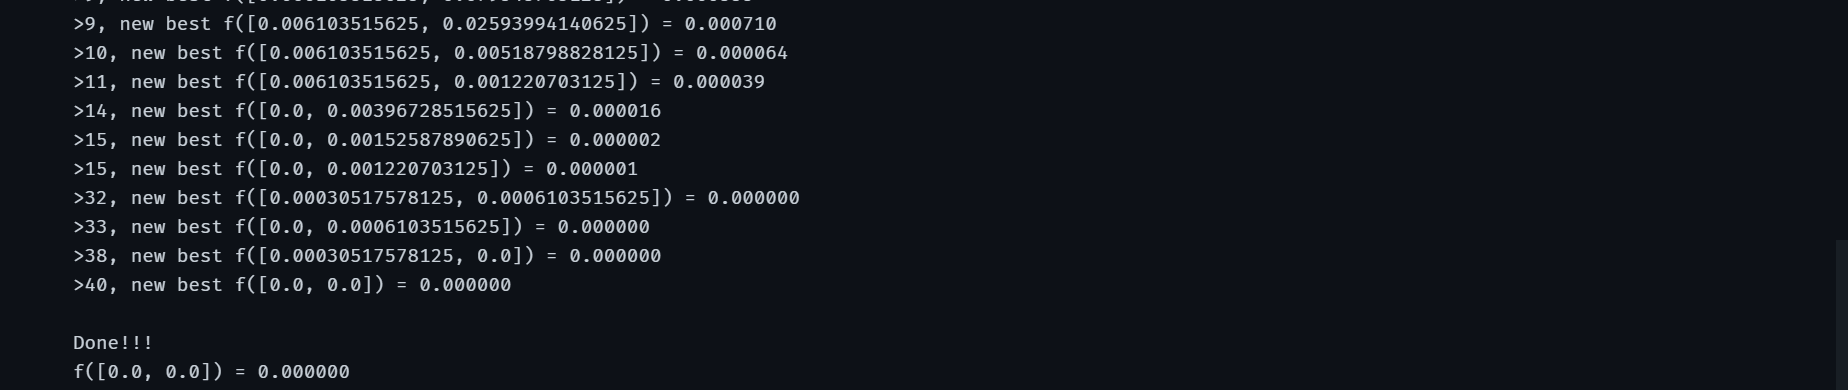 >9, new best f([0.006103515625, 0.02593994140625]) = 0.000710
>10, new best f([0.006103515625, 0.00518798828125]) = 0.000064
>11, new best f([0.006103515625, 0.001220703125]) = 0.000039
>14, new best f([0.0, 0.00396728515625]) = 0.000016
>15, new best f([0.0, 0.00152587890625]) = 0.000002
>15, new best f([0.0, 0.001220703125]) = 0.000001
>32, new best f([0.00030517578125, 0.0006103515625]) = 0.000000
>33, new best f([0.0, 0.0006103515625]) = 0.000000
>38, new best f([0.00030517578125, 0.0]) = 0.000000
>40, new best f([0.0, 0.0]) = 0.000000
Done!!!
f([0.0, 0.0]) = 0.000000